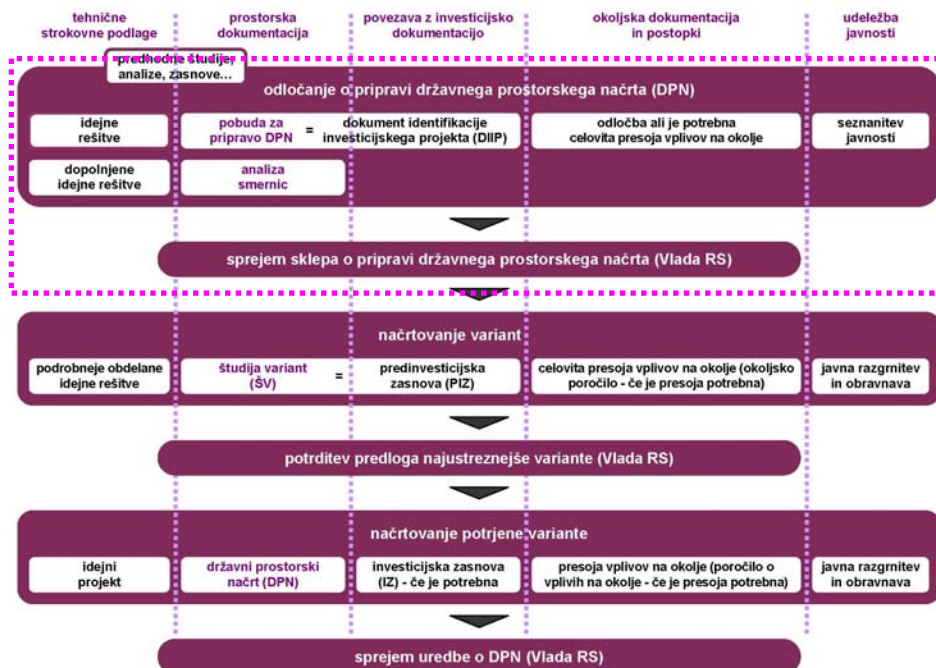 tehnične
strokovne podlage
prostorska
dokumentacija
povezava z investicijsko
dokumentacijo
okoljska dokumentacija
in postopki
udeležba
javnosti
predhodne študije,
analize, zasnove...
odločanje o pripravi državnega prostorskega načrta (DPN)
idejne
rešitve
pobuda za
pripravo DPN
=
dokument identifikacije
investicijskega projekta (DIIP)
odločba ali je potrebna
celovita presoja vplivov na okolje
seznanitev
javnosti
dopolnjene
idejne rešitve
analiza
smernic
sprejem sklepa o pripravi državnega prostorskega načrta (Vlada RS)
načrtovanje variant
podrobneje obdelane
idejne rešitve
študija variant
(ŠV)
=
predinvesticijska
zasnova (PIZ)
celovita presoja vplivov na okolje (okoljsko
poročilo - če je presoja potrebna)
javna razgrnitev
in obravnava
potrditev predloga najustreznejše variante (Vlada RS)
načrtovanje potrjene variante
idejni
projekt
državni prostorski
načrt (DPN)
investicijska zasnova
(IZ) - če je potrebna
presoja vplivov na okolje (poročilo o
vplivih na okolje - če je presoja potrebna)
javna razgrnitev
in obravnava
sprejem uredbe o DPN (Vlada RS)